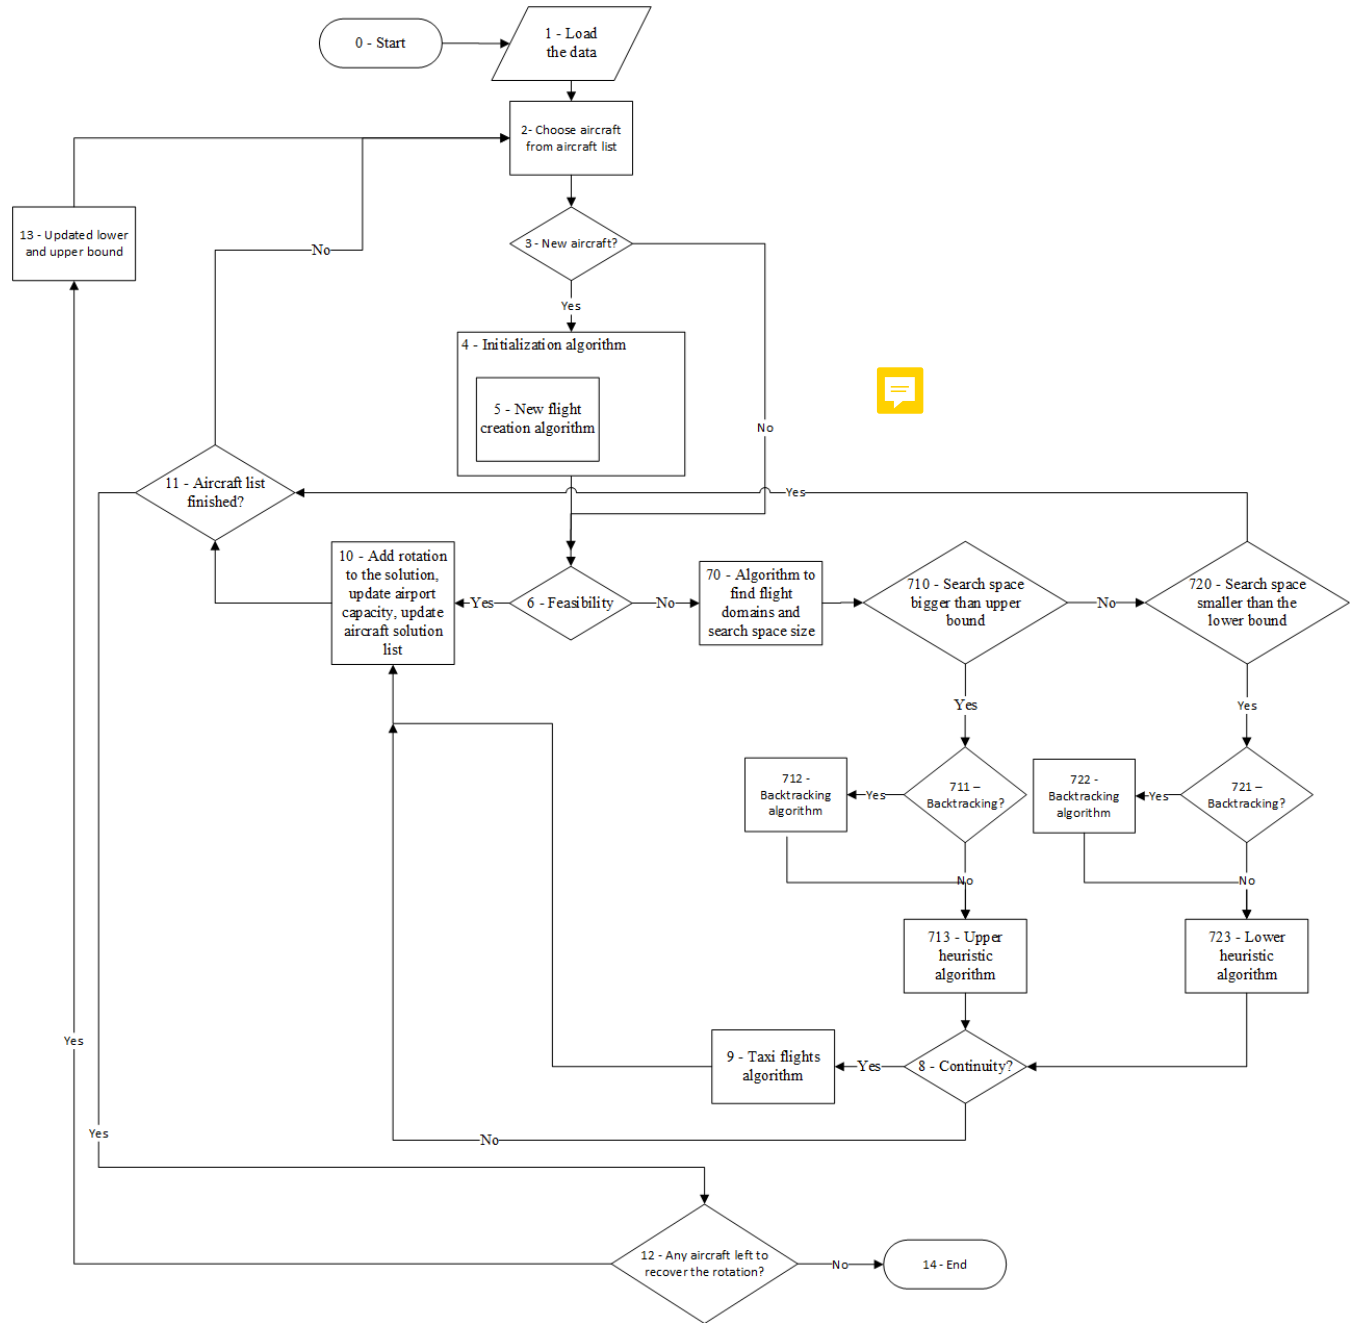 0 - Start
1 - Load
the data
2- Choose aircraft
from aircraft list
13 - Updated lower
and upper bound
3 - New aircraft?
No
Yes
4 - Initialization algorithm
5 - New flight
creation algorithm
No
11 - Aircraft list
finished?
Yes
10 - Add rotation
to the solution,
update airport
capacity, update
aircraft solution
list
Yes
6 - Feasibility
No
70 - Algorithm to
find flight
domains and
search space size
710 - Search space
bigger than upper
bound
No
720 - Search space
smaller than the
lower bound
Yes
Yes
712 -
Backtracking
algorithm
Yes
711 –
Backtracking?
722 -
Backtracking
algorithm
Yes
721 –
Backtracking?
No
No
713 - Upper
heuristic
algorithm
723 - Lower
heuristic
algorithm
Yes
9 - Taxi flights
algorithm
Yes
8 - Continuity?
Yes
No
12 - Any aircraft left to
recover the rotation?
No
14 - End